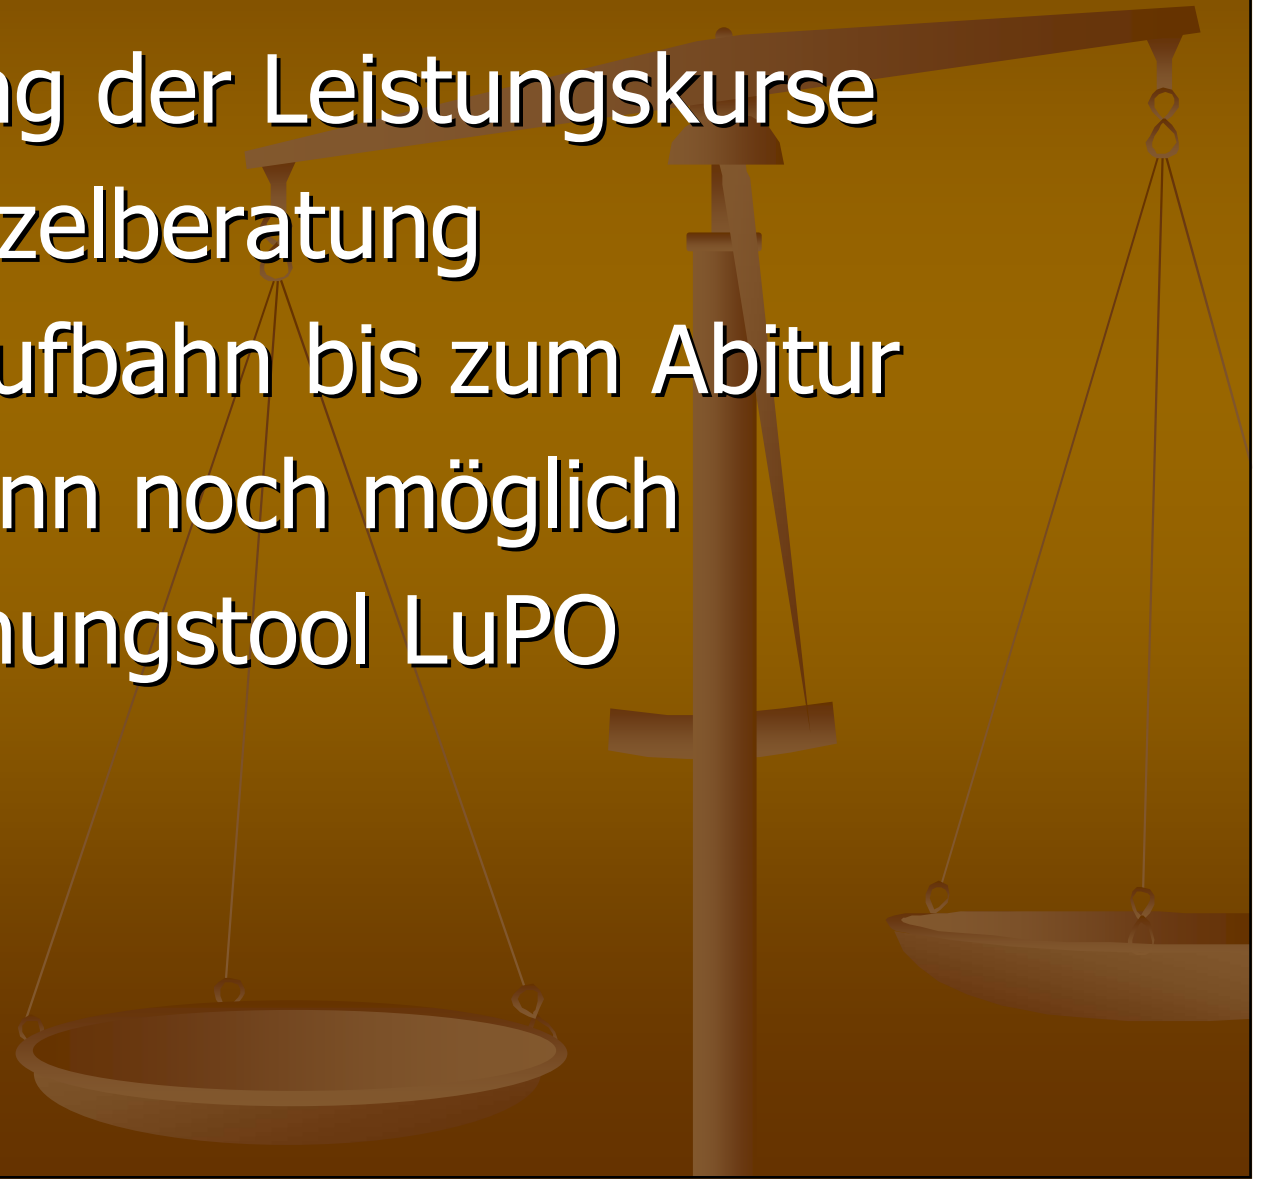 ng der Leistungskurse
zelberatung
ufbahn bis zum Abitur
nn noch möglich
nungstool LuPO